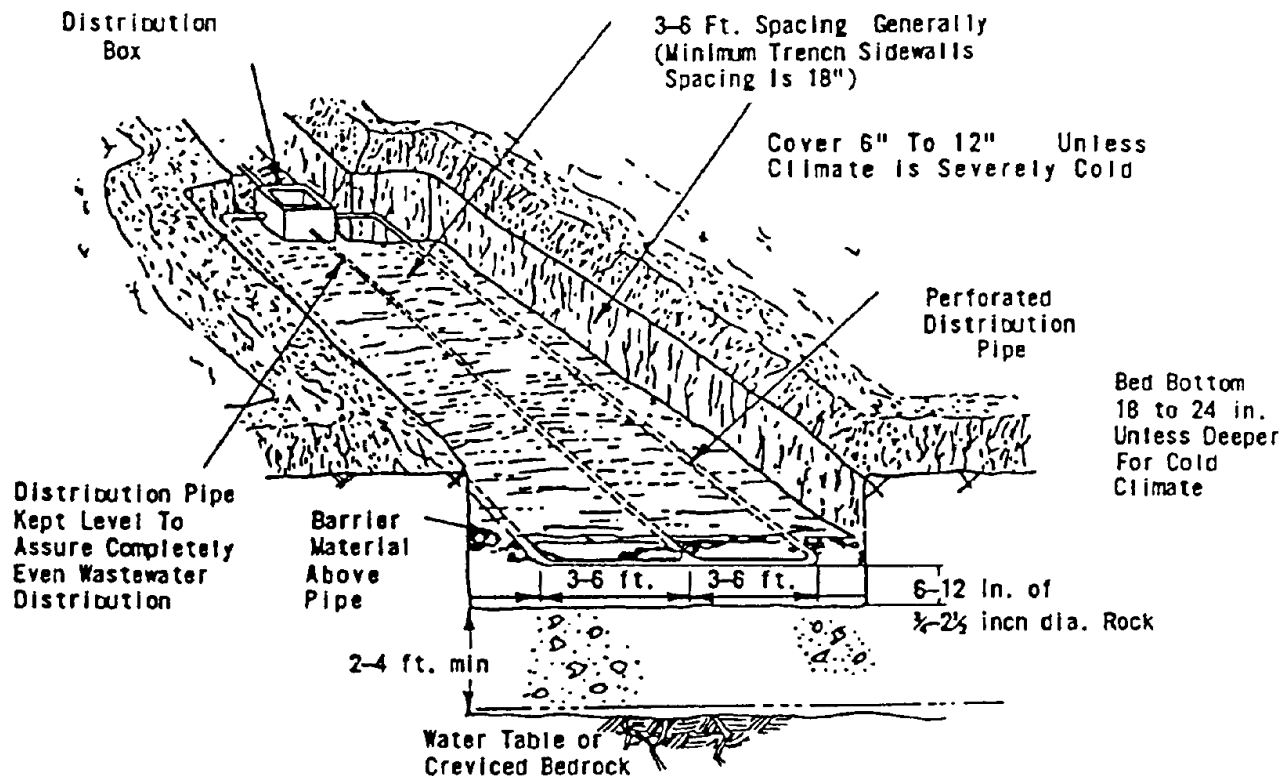 Distribution
Box
3-6 Ft. Spacing Generally
(Minimum Trench Sidewalls
Spacing Is 18")
Cover 6" To 12" Unless
Climate is Severely Cold
Perforated
Distribution
Pipe
Bed Bottom
18 to 24 in.
Unless Deeper
For Cold
Climate
Distribution Pipe
Kept Level To
Assure Completely
Even Wastewater
Distribution
Barrier
Material
Above
Pipe
3-6 ft.
3-6 ft.
6-12 in. of
¾-2½ inch dia. Rock
2-4 ft. min
Water Table or
Creviced Bedrock